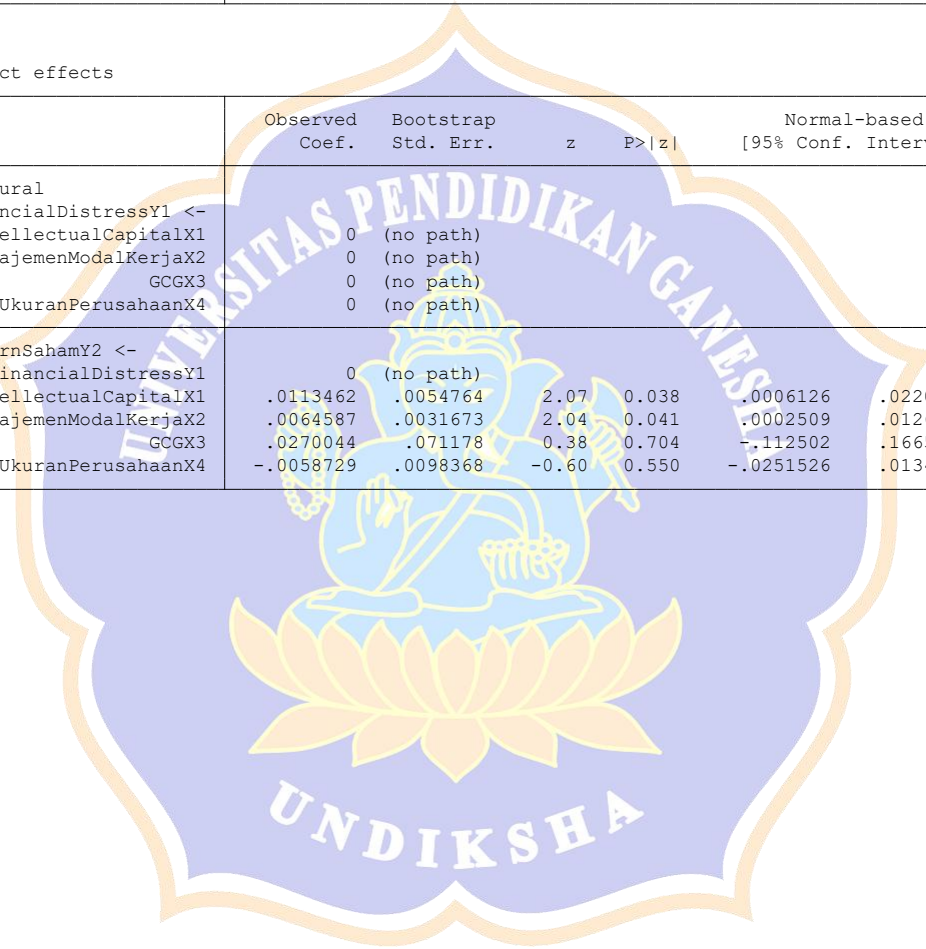 ct effects
Observed Bootstrap Normal-based
Coef. Std. Err. z P>|z| [95% Conf. Interv
ural
ncialDistressY1 <-
ellectualCapitalX1 0 (no path)
ajemenModalKerjaX2 0 (no path)
GCGX3 0 (no path)
UkuranPerusahaanX4 0 (no path)
rnSahamY2 <-
inancialDistressY1 0 (no path)
ellectualCapitalX1 .0113462 .0054764 2.07 0.038 .0006126 .022
ajemenModalKerjaX2 .0064587 .0031673 2.04 0.041 .0002509 .012
GCGX3 .0270044 .071178 0.38 0.704 -.112502 .166
UkuranPerusahaanX4 -.0058729 .0098368 -0.60 0.550 -.0251526 .013
UNIVERSITAS PENDIDIKAN GANESHA
UNDIKSHA